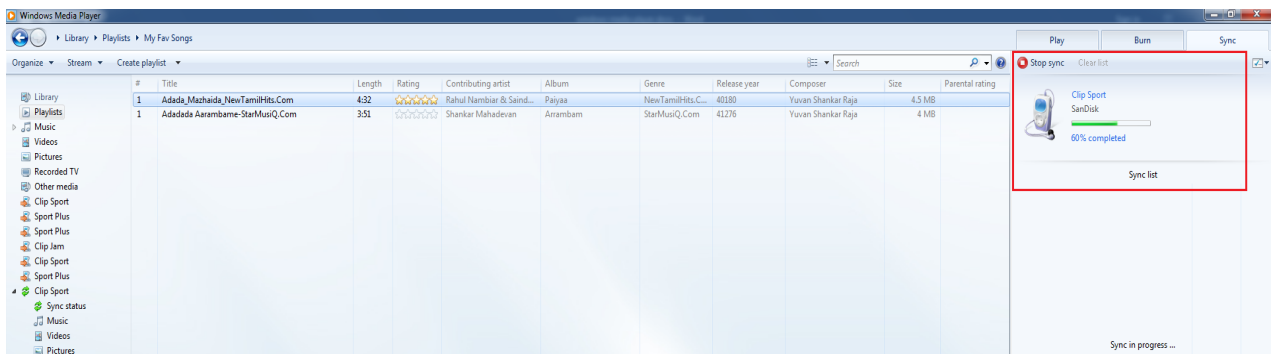 Windows Media Player
Library Playlists My Fav Songs
Play Burn Sync
Organize Stream Create playlist Search Stop sync Clear list
# Title Length Rating Contributing artist Album Genre Release year Composer Size Parental rating
1 Adada_Mazhaida_NewTamilHits.Com 4:32 Rahul Nambiar & Saind... Paiyaa NewTamilHits.C... 40180 Yuvan Shankar Raja 4.5 MB
1 Adadada Aarambame-StarMusiQ.Com 3:51 Shankar Mahadevan Arrambam StarMusiQ.Com 41276 Yuvan Shankar Raja 4 MB
Library
Playlists
Music
Videos
Pictures
Recorded TV
Other media
Clip Sport
Sport Plus
Sport Plus
Clip Jam
Clip Sport
Sport Plus
Clip Sport
Sync status
Music
Videos
Pictures
Clip Sport
SanDisk
60% completed
Sync list
Sync in progress ...